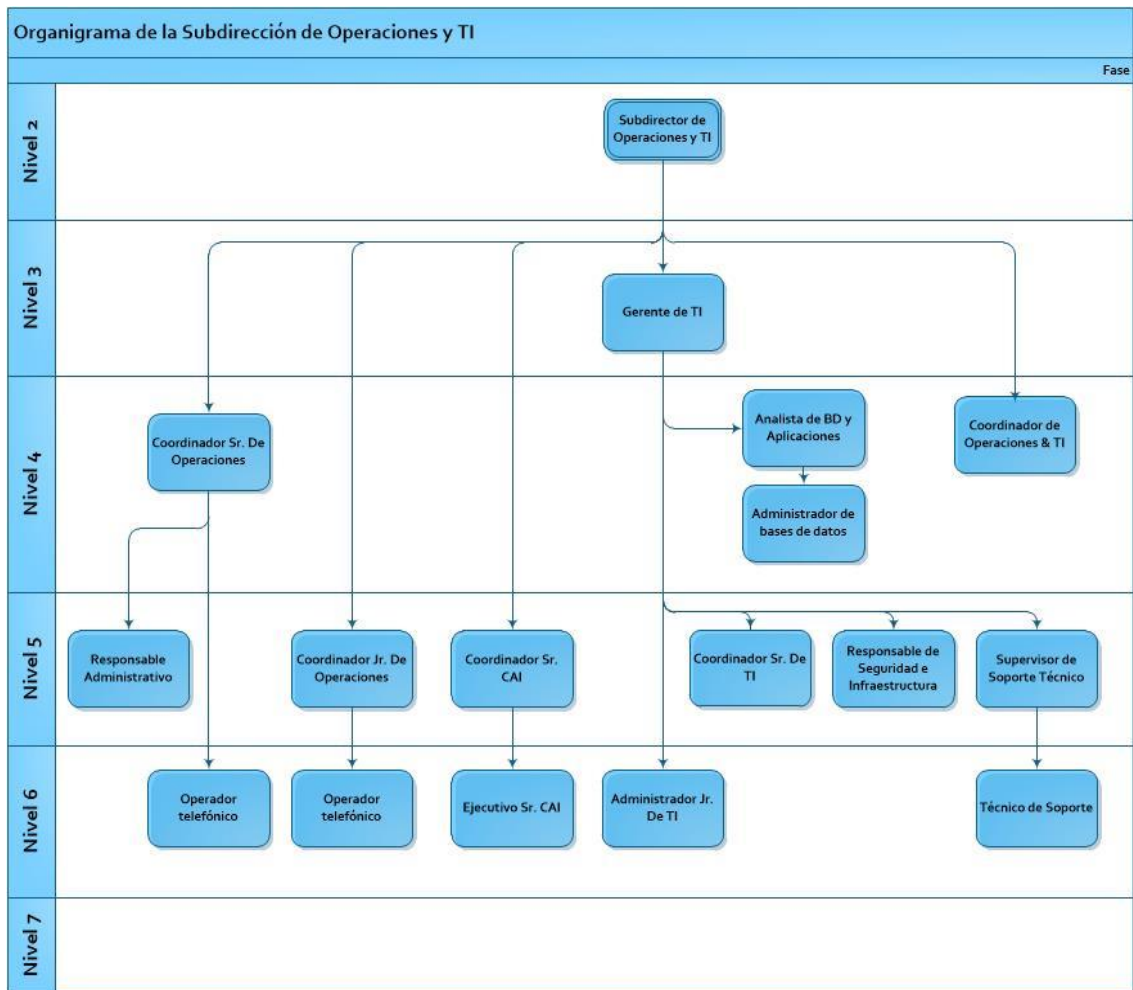 Organigrama de la Subdirección de Operaciones y TI
Fase
Nivel 2
Subdirector de
Operaciones y TI
Nivel 3
Gerente de TI
Nivel 4
Coordinador Sr. De
Operaciones
Analista de BD y
Aplicaciones
Coordinador de
Operaciones & TI
Administrador de
bases de datos
Nivel 5
Responsable
Administrativo
Coordinador Jr. De
Operaciones
Coordinador Sr.
CAI
Coordinador Sr. De
TI
Responsable de
Seguridad e
Infraestructura
Supervisor de
Soporte Técnico
Nivel 6
Operador
telefónico
Operador
telefónico
Ejecutivo Sr. CAI
Administrador Jr.
De TI
Técnico de Soporte
Nivel 7